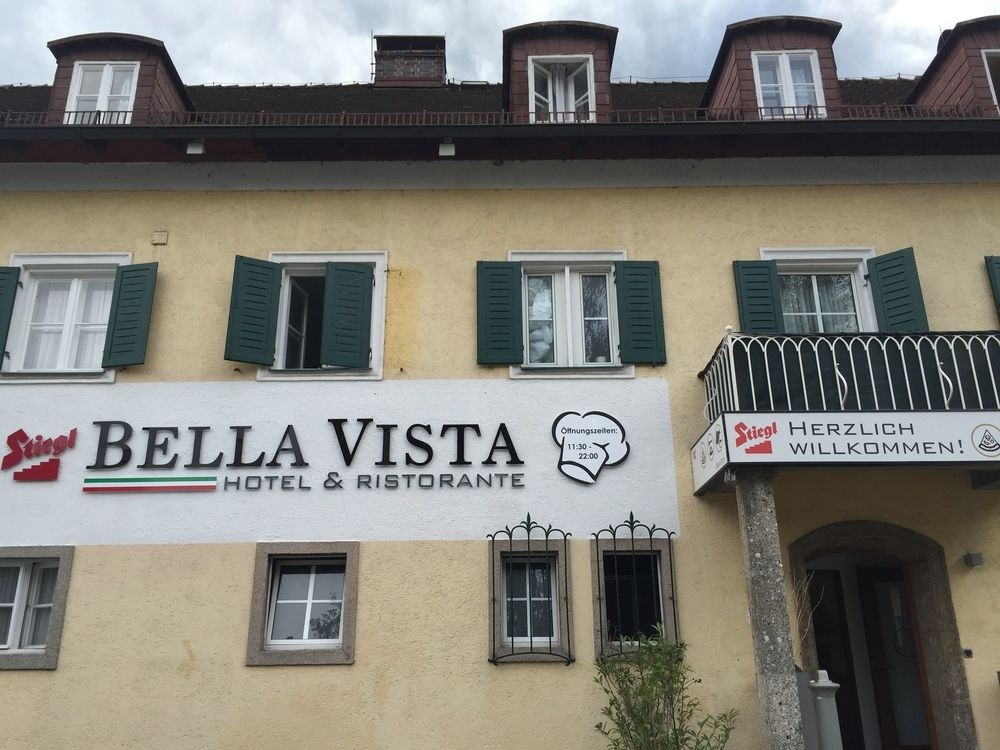 Stiegl
BELLA VISTA
HOTEL & RISTORANTE
Öffnungszeiten:
11:30 -
22:00
Stiegl
HERZLICH
WILLKOMMEN!